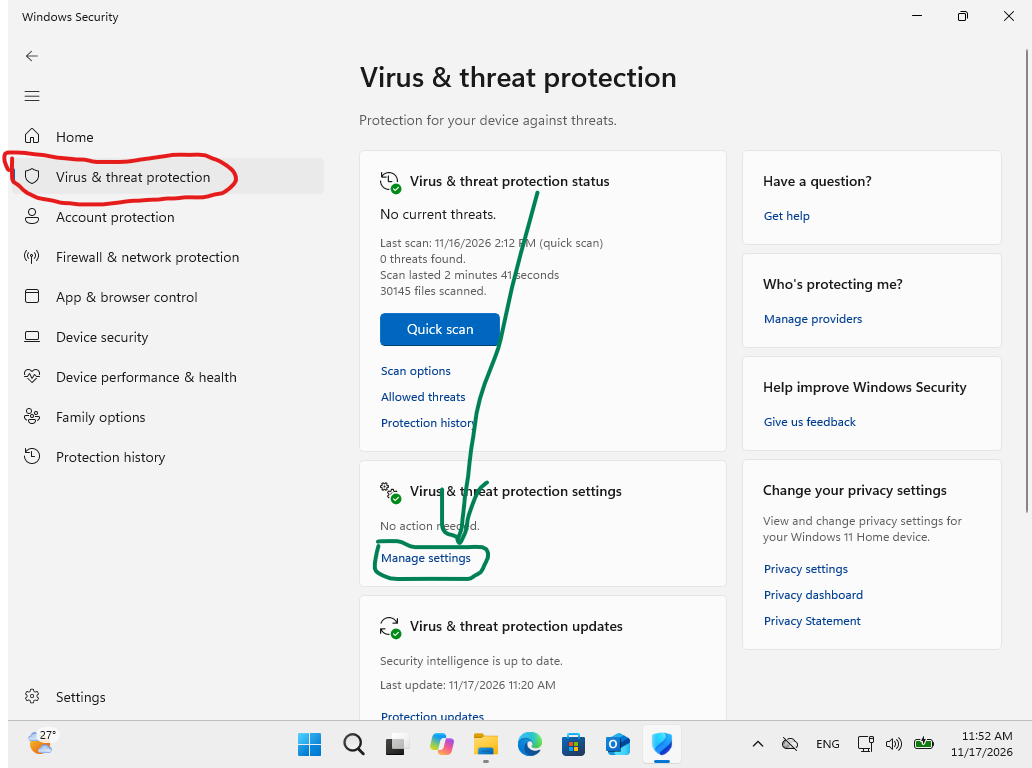 Windows Security
Home
Virus & threat protection
Account protection
Firewall & network protection
App & browser control
Device security
Device performance & health
Family options
Protection history
Settings
Virus & threat protection
Protection for your device against threats.
Virus & threat protection status
No current threats.
Last scan: 11/16/2026 2:12 PM (quick scan)
0 threats found.
Scan lasted 2 minutes 41 seconds
30145 files scanned.
Quick scan
Scan options
Allowed threats
Protection history
Virus & threat protection settings
No action needed.
Manage settings
Virus & threat protection updates
Security intelligence is up to date.
Last update: 11/17/2026 11:20 AM
Protection updates
Have a question?
Get help
Who's protecting me?
Manage providers
Help improve Windows Security
Give us feedback
Change your privacy settings
View and change privacy settings for
your Windows 11 Home device.
Privacy settings
Privacy dashboard
Privacy Statement
27°
ENG
11:52 AM
11/17/2026